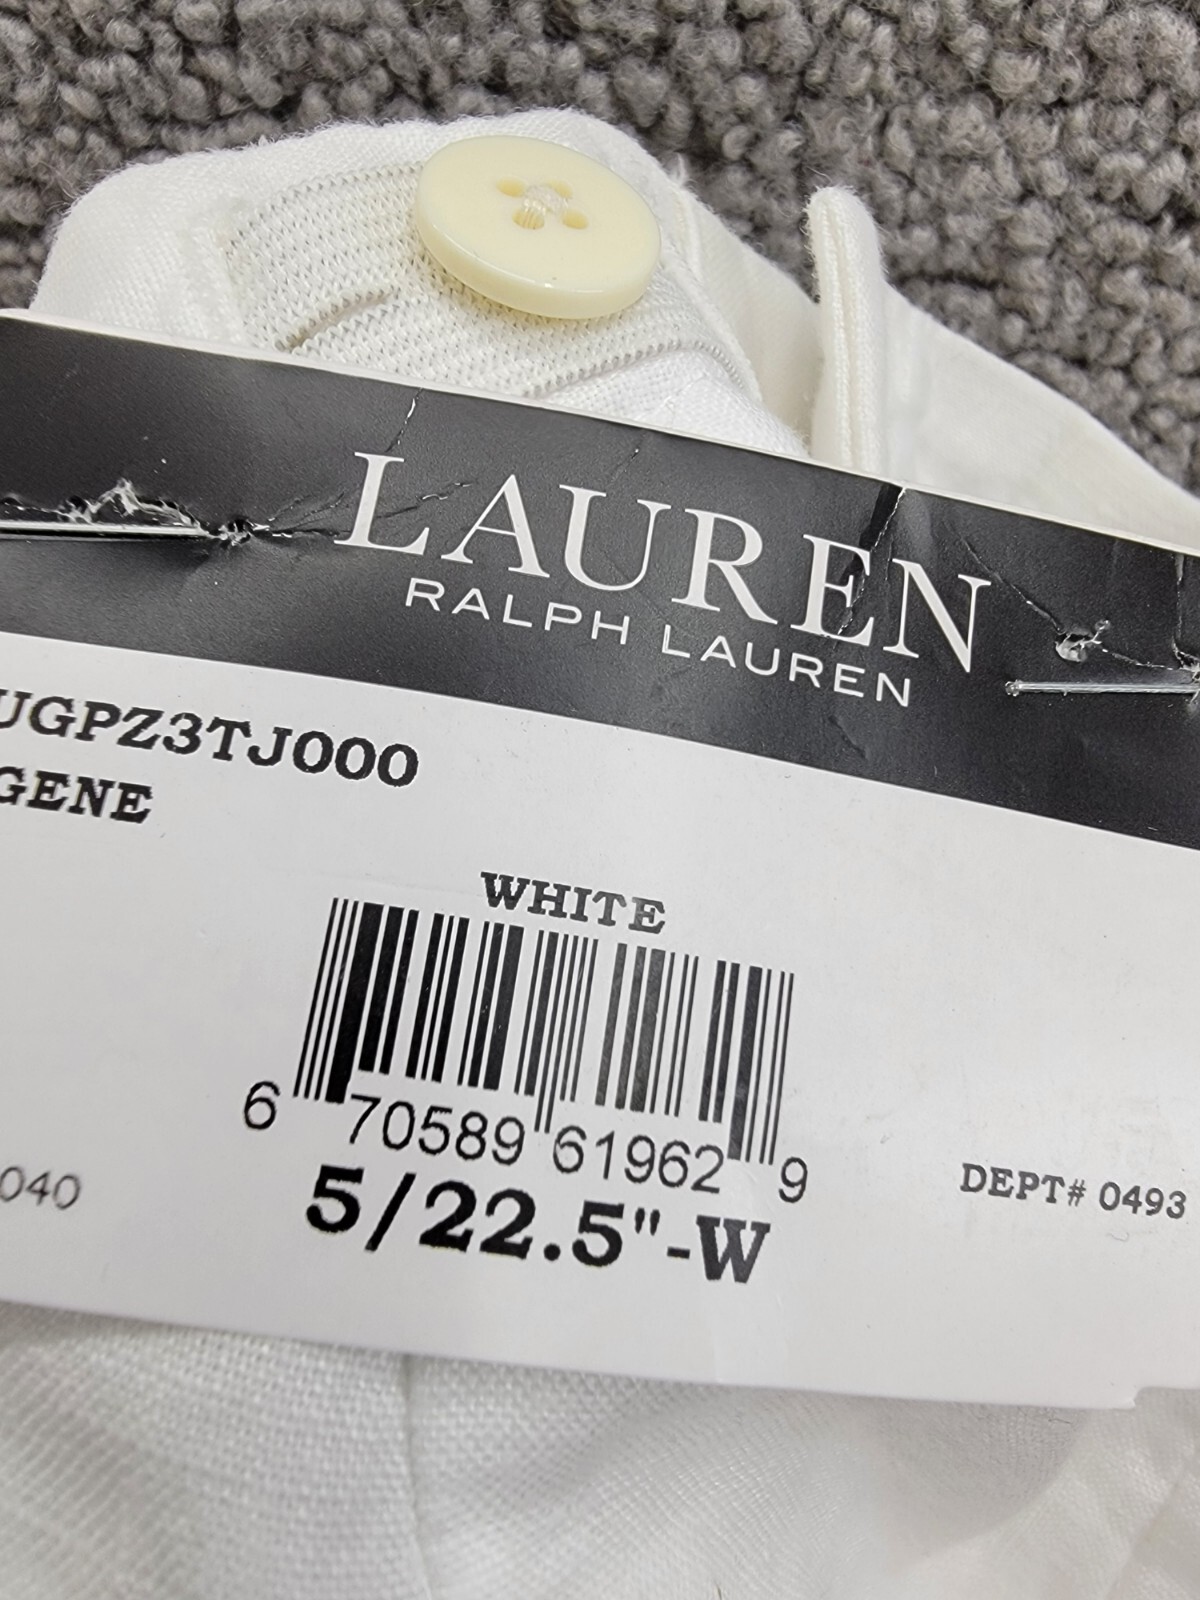 LAUREN
RALPH LAUREN
UGPZ3TJ000
GENE
WHITE
6 70589 61962 9
040
DEPT# 0493
5/22.5"-W